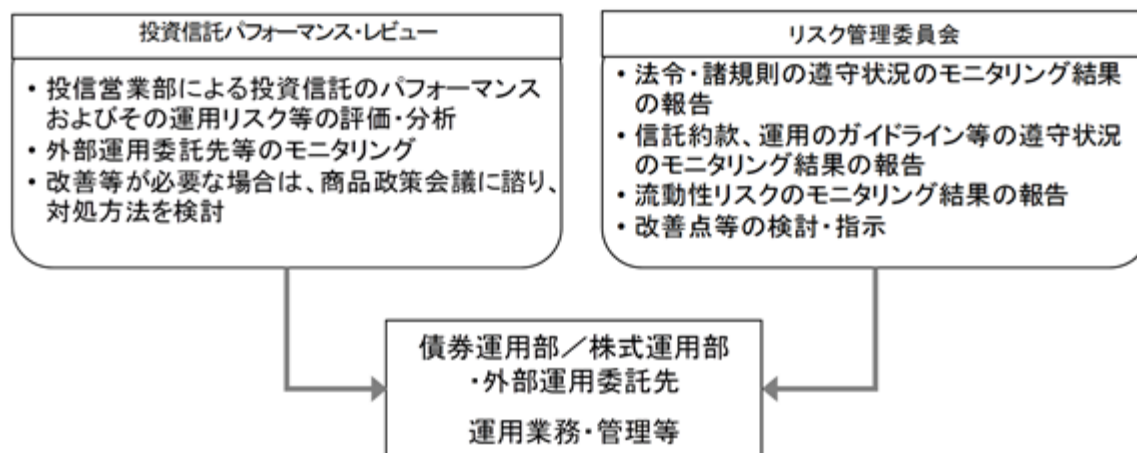 投資信託パフォーマンス・レビュー
・投信営業部による投資信託のパフォーマンス
およびその運用リスク等の評価・分析
・外部運用委託先等のモニタリング
・改善等が必要な場合は、商品政策会議に諮り、
対処方法を検討
リスク管理委員会
・法令・諸規則の遵守状況のモニタリング結果
の報告
・信託約款、運用のガイドライン等の遵守状況
のモニタリング結果の報告
・流動性リスクのモニタリング結果の報告
・改善点等の検討・指示
債券運用部／株式運用部
・外部運用委託先
運用業務・管理等